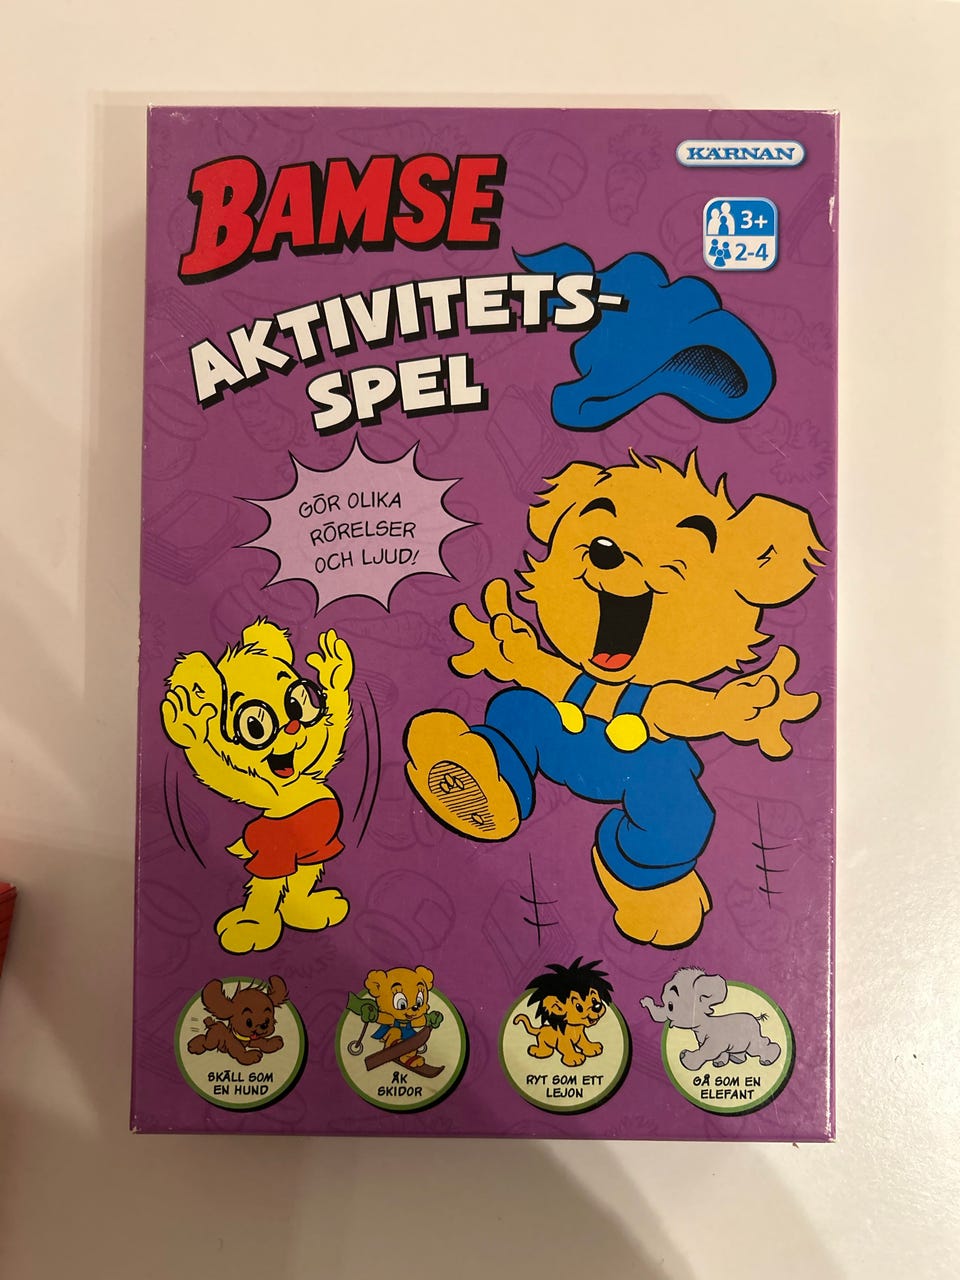 BAMSE
KÄRNAN
3+
2-4
AKTIVITETS-
SPEL
GÖR OLIKA
RÖRELSER
OCH LJUD!
SKÄLL SOM
EN HUND
ÅK
SKIDOR
RYT SOM ETT
LEJON
GÅ SOM EN
ELEFANT